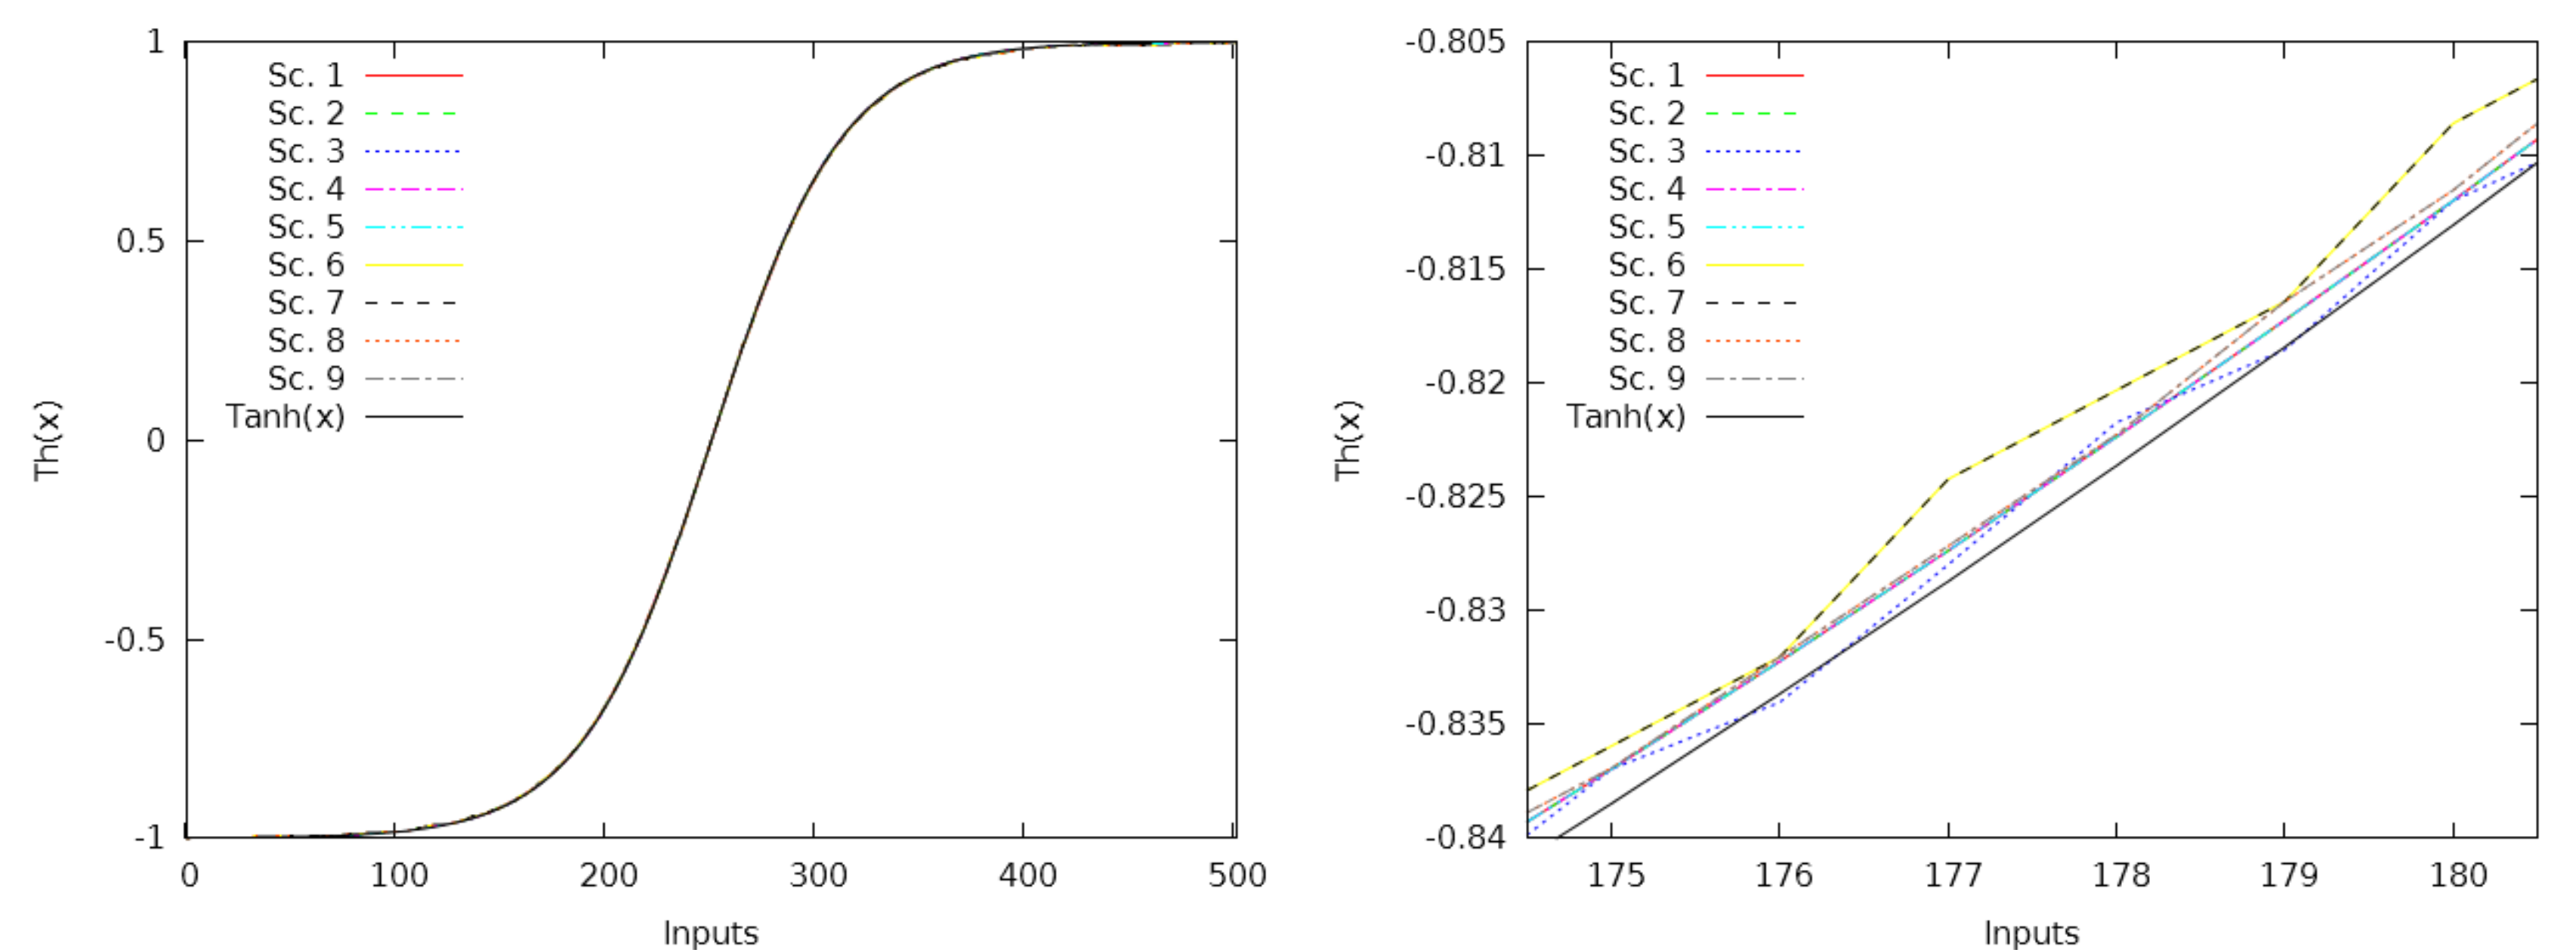 1
0.5
0
-0.5
-1
Th(x)
Sc. 1
Sc. 2
Sc. 3
Sc. 4
Sc. 5
Sc. 6
Sc. 7
Sc. 8
Sc. 9
Tanh(x)
0 100 200 300 400 500
Inputs
-0.805
-0.81
-0.815
-0.82
-0.825
-0.83
-0.835
-0.84
Th(x)
Sc. 1
Sc. 2
Sc. 3
Sc. 4
Sc. 5
Sc. 6
Sc. 7
Sc. 8
Sc. 9
Tanh(x)
175 176 177 178 179 180
Inputs